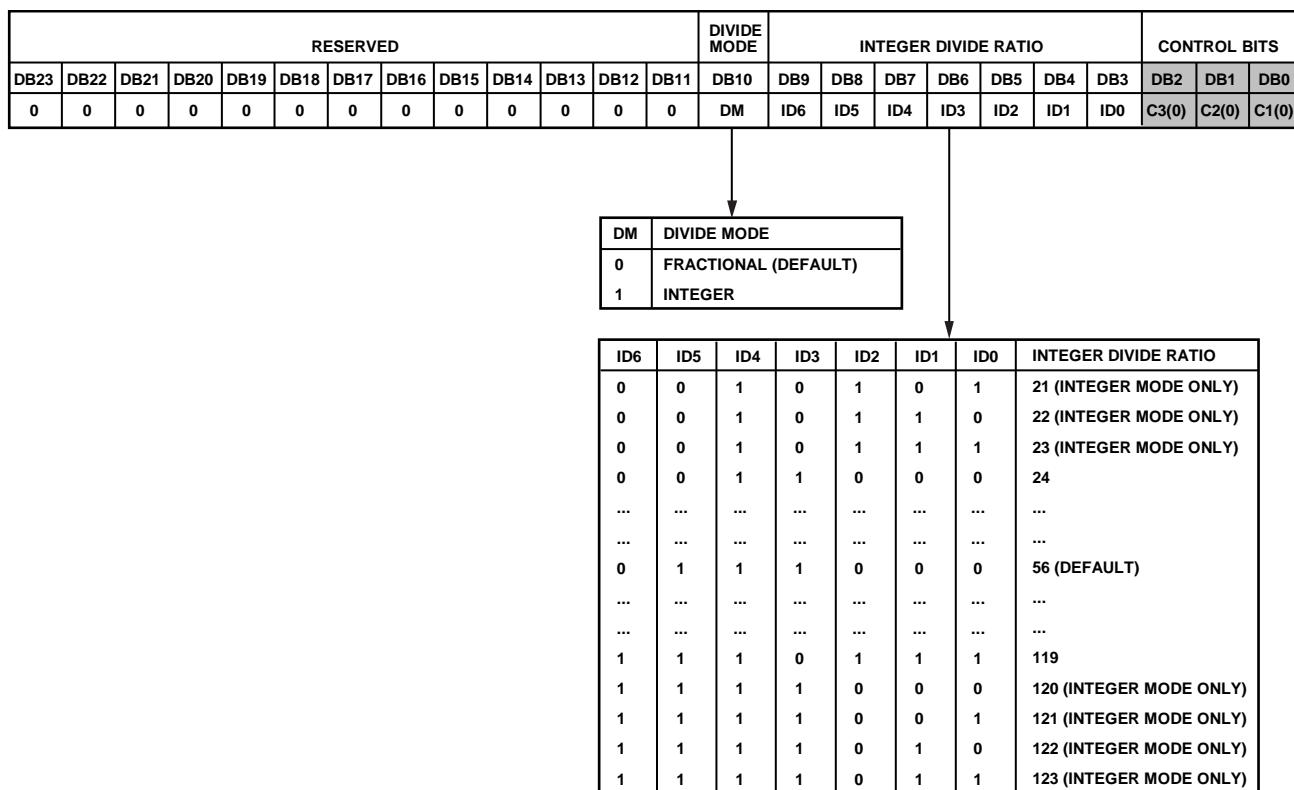 RESERVED DIVIDE MODE INTEGER DIVIDE RATIO CONTROL BITS
DB23 DB22 DB21 DB20 DB19 DB18 DB17 DB16 DB15 DB14 DB13 DB12 DB11 DB10 DB9 DB8 DB7 DB6 DB5 DB4 DB3 DB2 DB1 DB0
0 0 0 0 0 0 0 0 0 0 0 0 0 DM ID6 ID5 ID4 ID3 ID2 ID1 ID0 C3(0) C2(0) C1(0)
DM DIVIDE MODE
0 FRACTIONAL (DEFAULT)
1 INTEGER
ID6 ID5 ID4 ID3 ID2 ID1 ID0 INTEGER DIVIDE RATIO
0 0 1 0 1 0 1 21 (INTEGER MODE ONLY)
0 0 1 0 1 1 0 22 (INTEGER MODE ONLY)
0 0 1 0 1 1 1 23 (INTEGER MODE ONLY)
0 0 1 1 0 0 0 24
... ... ... ... ... ... ... ...
... ... ... ... ... ... ... ...
0 1 1 1 0 0 0 56 (DEFAULT)
... ... ... ... ... ... ... ...
... ... ... ... ... ... ... ...
1 1 1 0 1 1 1 119
1 1 1 1 0 0 0 120 (INTEGER MODE ONLY)
1 1 1 1 0 0 1 121 (INTEGER MODE ONLY)
1 1 1 1 0 1 0 122 (INTEGER MODE ONLY)
1 1 1 1 0 1 1 123 (INTEGER MODE ONLY)